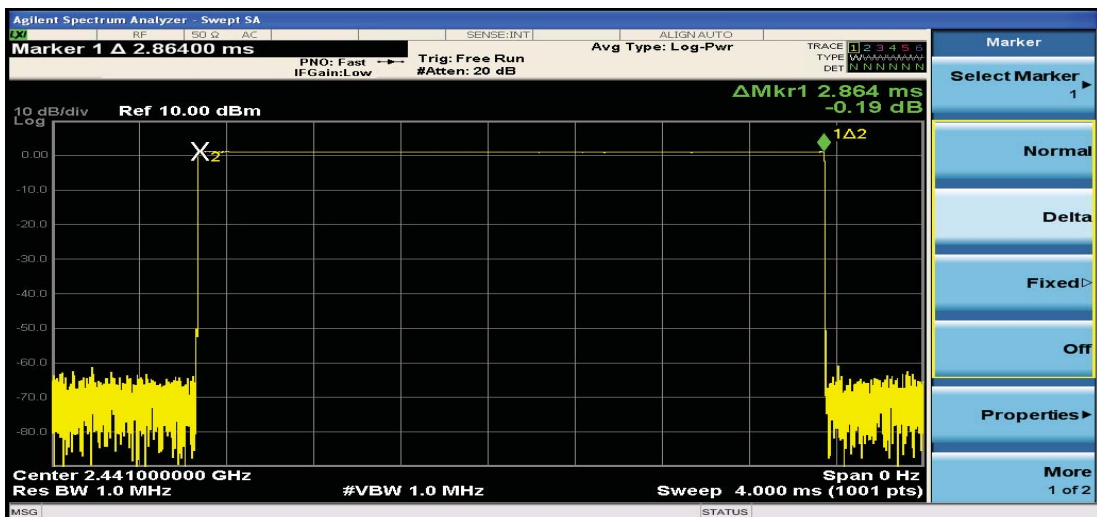 Agilent Spectrum Analyzer - Swept SA
LXI RF 50 Ω AC SENSE:INT ALIGN AUTO
Marker 1 Δ 2.86400 ms
PNO: Fast
IFGain:Low
Trig: Free Run
#Atten: 20 dB
Avg Type: Log-Pwr
TRACE 1 2 3 4 5 6
TYPE
DET N N N N N N
ΔMkr1 2.864 ms
-0.19 dB
10 dB/div Ref 10.00 dBm
Log
0.00
-10.0
-20.0
-30.0
-40.0
-50.0
-60.0
-70.0
-80.0
X2
1Δ2
Center 2.441000000 GHz
Span 0 Hz
Res BW 1.0 MHz
#VBW 1.0 MHz
Sweep 4.000 ms (1001 pts)
MSG
STATUS
Marker
Select Marker
1
Normal
Delta
Fixed
Off
Properties
More
1 of 2